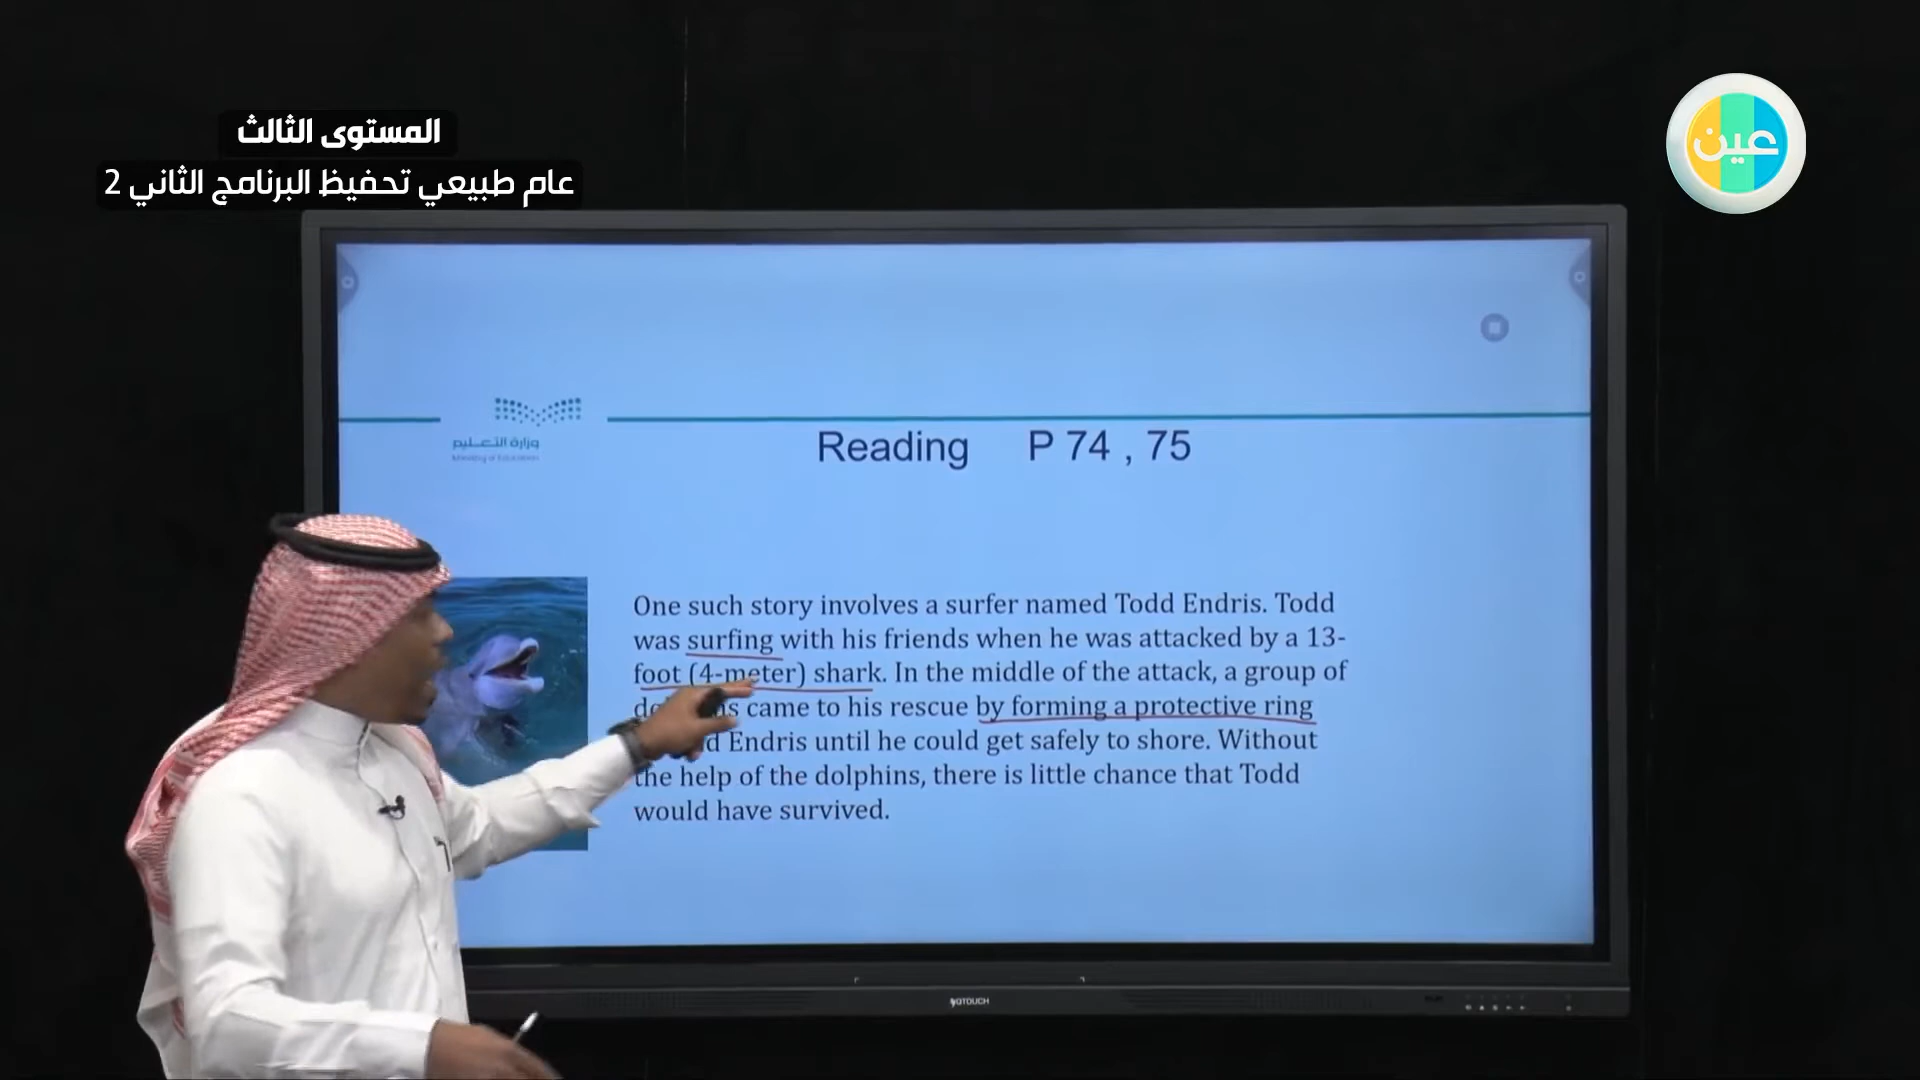 المستوى الثالث
عام طبيعي تحفيظ البرنامج الثاني 2
عين
وزارة التعليم
Ministry of Education
Reading P 74 , 75
One such story involves a surfer named Todd Endris. Todd
was surfing with his friends when he was attacked by a 13-
foot (4-meter) shark. In the middle of the attack, a group of
came to his rescue by forming a protective ring
Endris until he could get safely to shore. Without
the help of the dolphins, there is little chance that Todd
would have survived.
QTOUCH